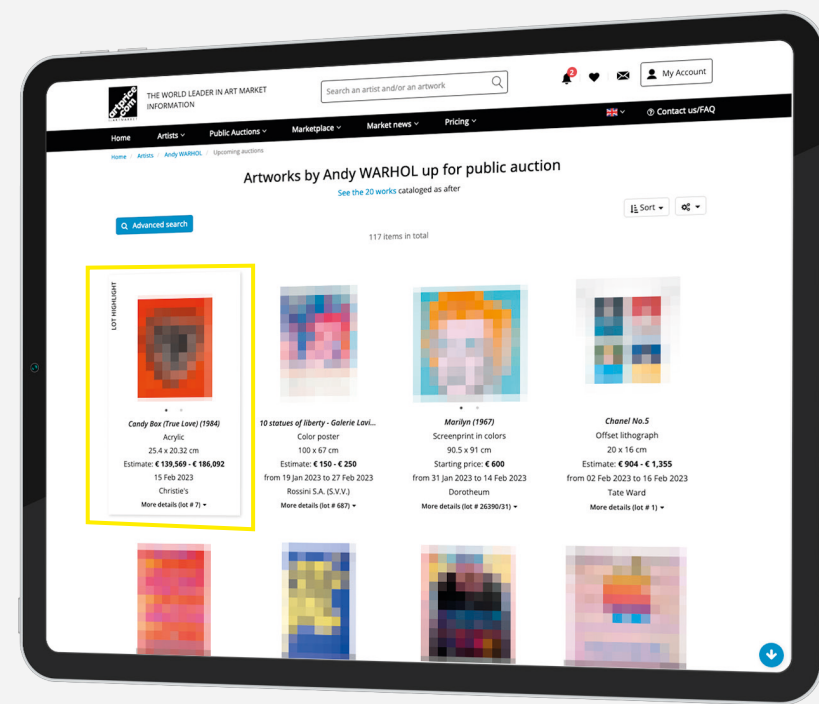 artprice.com
THE WORLD LEADER IN ART MARKET
INFORMATION
Search an artist and/or an artwork
2
My Account
Home
Artists
Public Auctions
Marketplace
Market news
Pricing
Contact us/FAQ
Home / Artists / Andy WARHOL / Upcoming auctions
Artworks by Andy WARHOL up for public auction
See the 20 works cataloged as after
Advanced search
Sort
117 items in total
LOT HIGHLIGHT
Candy Box (True Love) (1984)
Acrylic
25.4 x 20.32 cm
Estimate: € 139,569 - € 186,092
15 Feb 2023
Christie's
More details (lot # 7)
10 statues of liberty - Galerie Lavi...
Color poster
100 x 67 cm
Estimate: € 150 - € 250
from 19 Jan 2023 to 27 Feb 2023
Rossini S.A. (S.V.V.)
More details (lot # 687)
Marilyn (1967)
Screenprint in colors
90.5 x 91 cm
Starting price: € 600
from 31 Jan 2023 to 14 Feb 2023
Dorotheum
More details (lot # 26390/31)
Chanel No.5
Offset lithograph
20 x 16 cm
Estimate: € 904 - € 1,355
from 02 Feb 2023 to 16 Feb 2023
Tate Ward
More details (lot # 1)